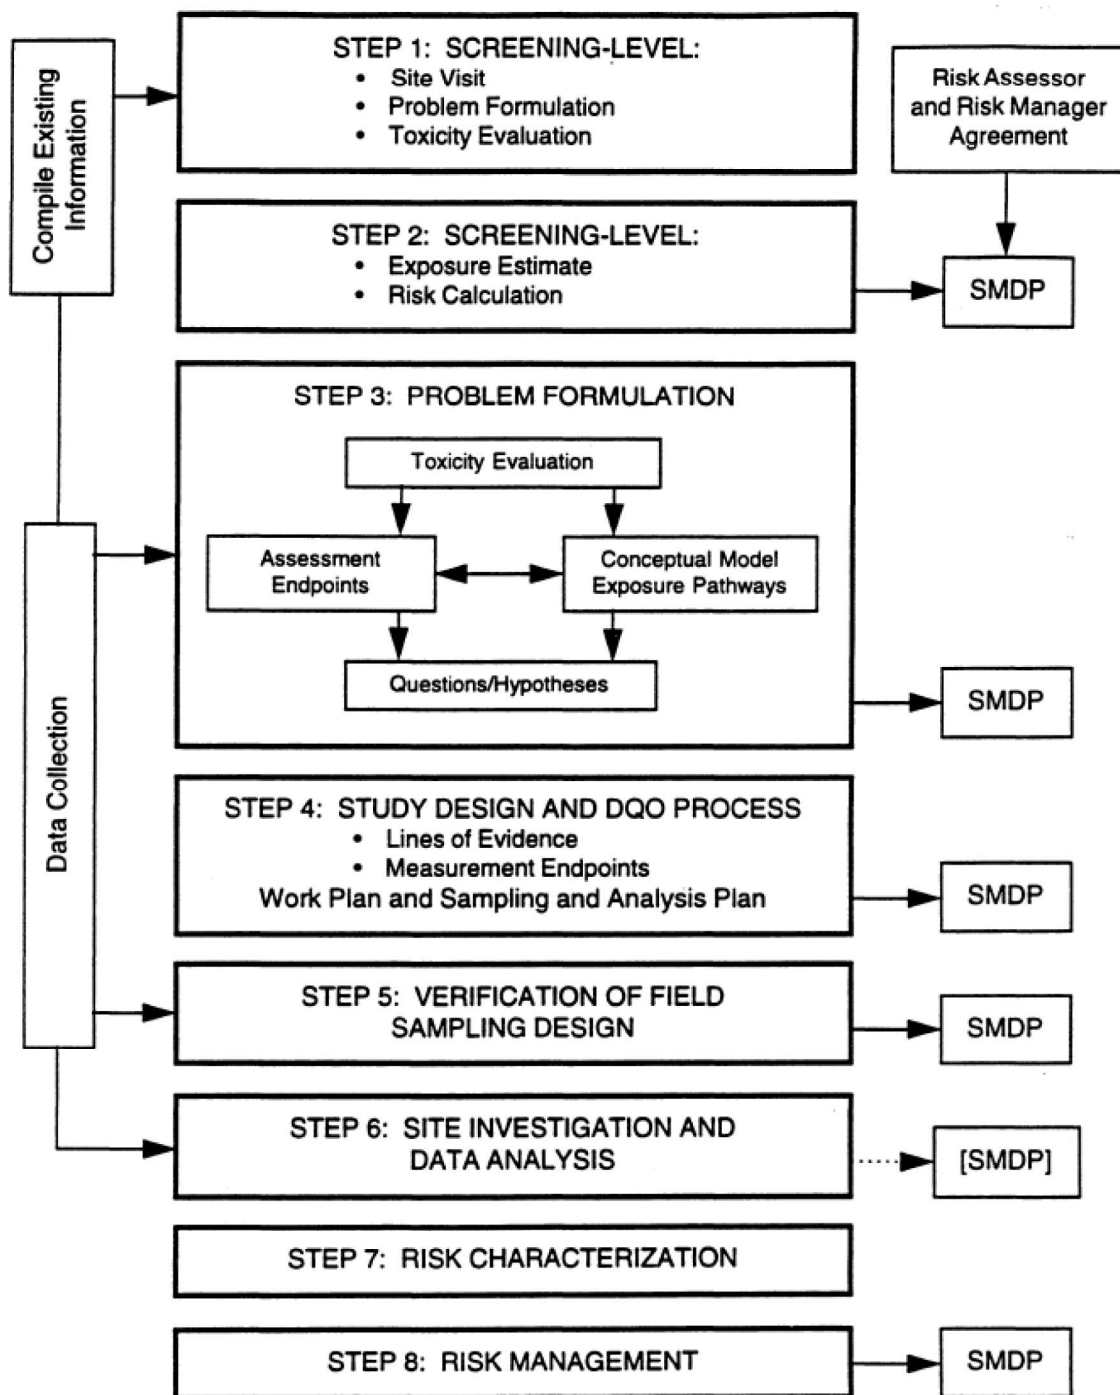 Compile Existing
Information
STEP 1: SCREENING-LEVEL:
• Site Visit
• Problem Formulation
• Toxicity Evaluation
Risk Assessor
and Risk Manager
Agreement
STEP 2: SCREENING-LEVEL:
• Exposure Estimate
• Risk Calculation
SMDP
Data Collection
STEP 3: PROBLEM FORMULATION
Toxicity Evaluation
Assessment
Endpoints
Conceptual Model
Exposure Pathways
Questions/Hypotheses
SMDP
STEP 4: STUDY DESIGN AND DQO PROCESS
• Lines of Evidence
• Measurement Endpoints
Work Plan and Sampling and Analysis Plan
SMDP
STEP 5: VERIFICATION OF FIELD
SAMPLING DESIGN
SMDP
STEP 6: SITE INVESTIGATION AND
DATA ANALYSIS
[SMDP]
STEP 7: RISK CHARACTERIZATION
STEP 8: RISK MANAGEMENT
SMDP